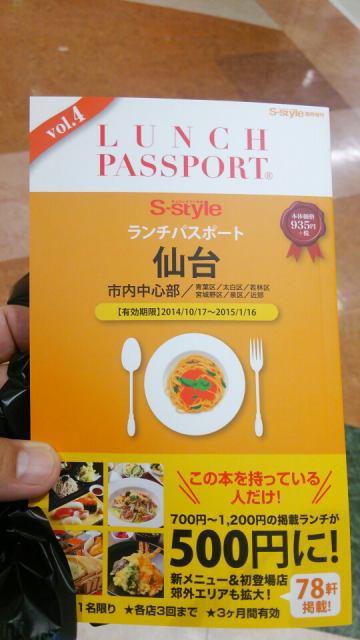 vol.4
S-style 臨時増刊
LUNCH
PASSPORT®
S-style
ランチパスポート
本体価格
935円
+税
仙台
市内中心部/青葉区/太白区/若林区
宮城野区/泉区/近郊
【有効期限】2014/10/17〜2015/1/16
この本を持っている
人だけ!
700円〜1,200円の掲載ランチが
500円に!
新メニュー&初登場店
郊外エリアも拡大!
78軒
掲載!
1名限り ★各店3回まで ★3ヶ月間有効